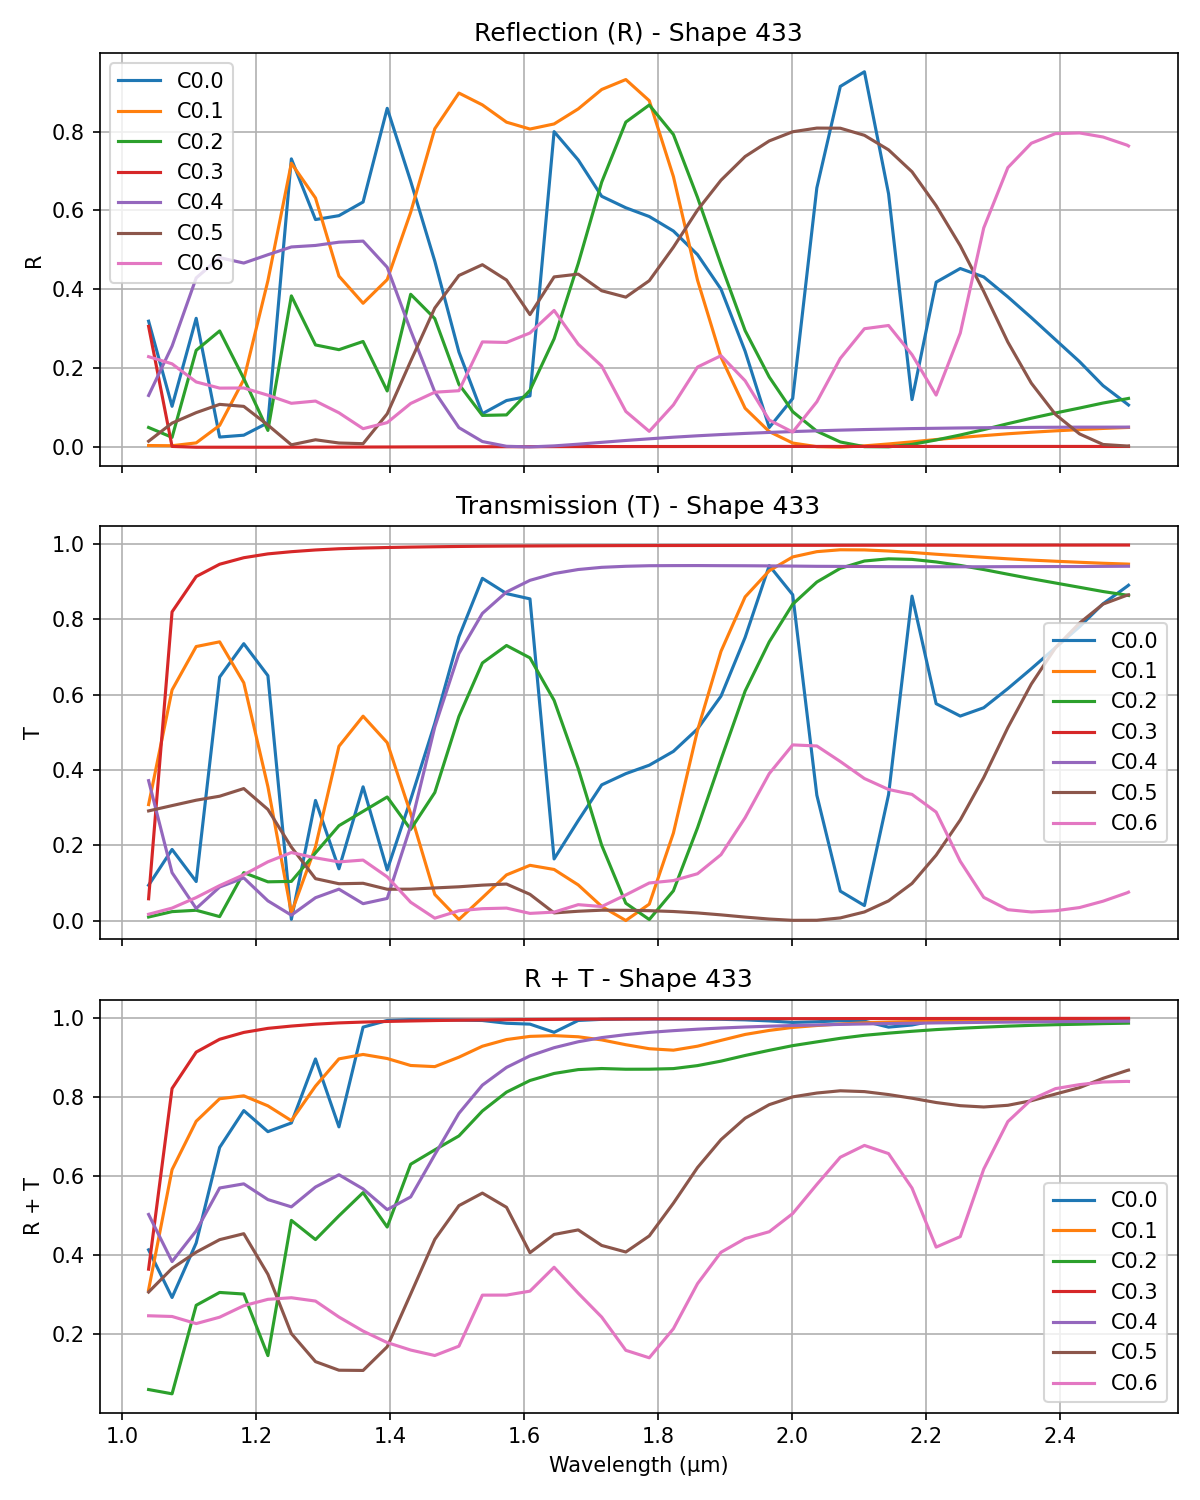 Reflection (R) - Shape 433
R
0.8
0.6
0.4
0.2
0.0
C0.0
C0.1
C0.2
C0.3
C0.4
C0.5
C0.6
Transmission (T) - Shape 433
T
1.0
0.8
0.6
0.4
0.2
0.0
C0.0
C0.1
C0.2
C0.3
C0.4
C0.5
C0.6
R + T - Shape 433
R + T
1.0
0.8
0.6
0.4
0.2
C0.0
C0.1
C0.2
C0.3
C0.4
C0.5
C0.6
1.0 1.2 1.4 1.6 1.8 2.0 2.2 2.4
Wavelength (μm)